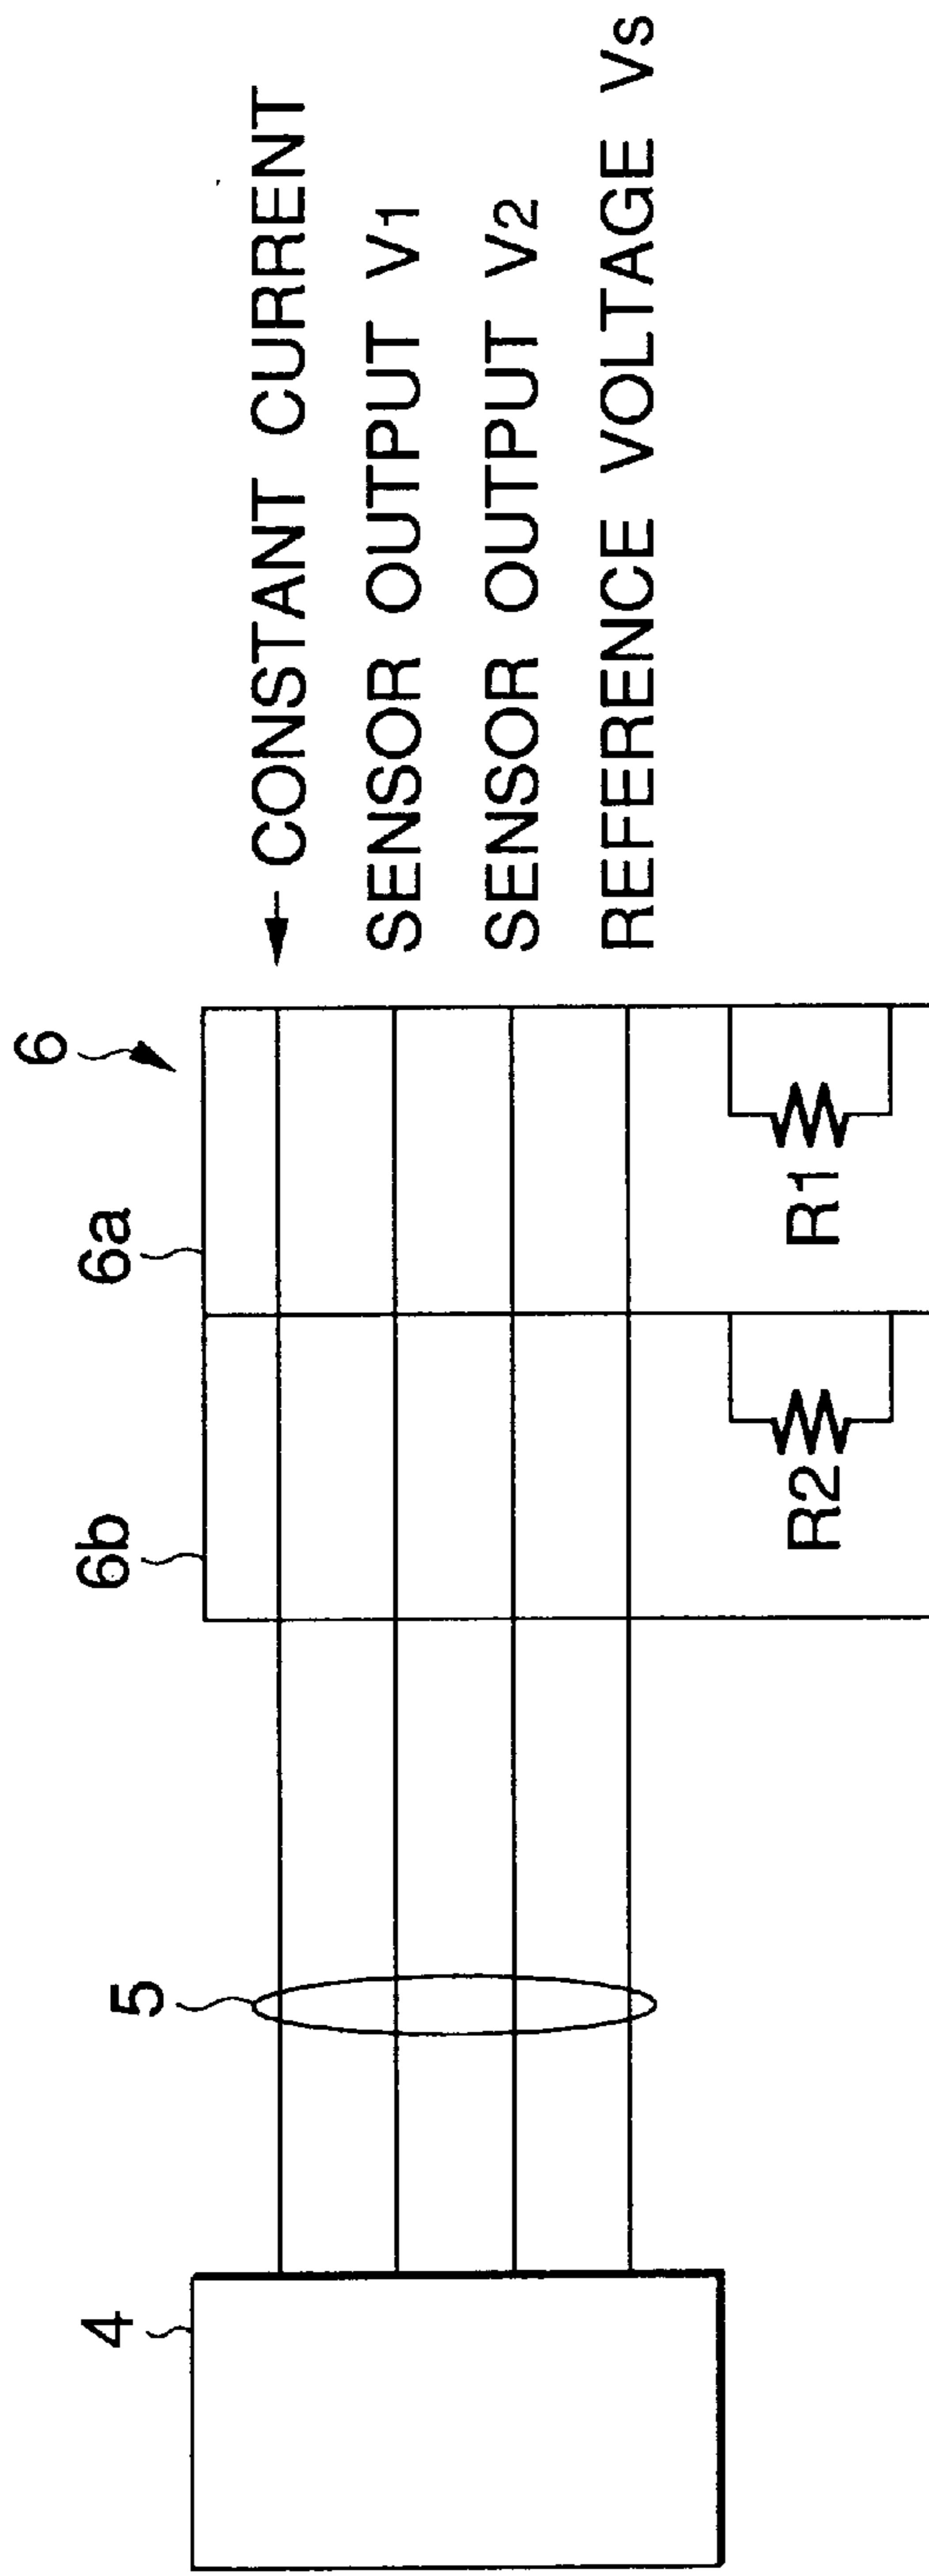 6
← CONSTANT CURRENT
6a
SENSOR OUTPUT V1
6b
SENSOR OUTPUT V2
5
REFERENCE VOLTAGE VS
4
R2
R1